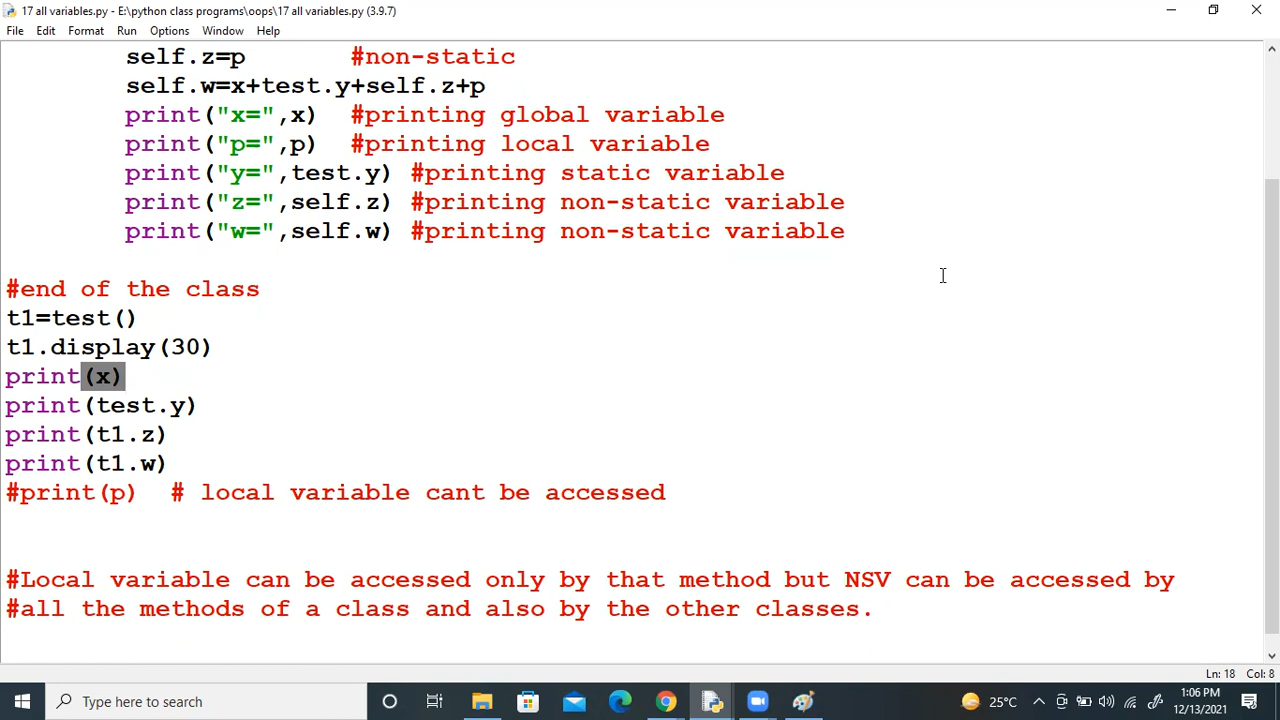 17 all variables.py - E:\python class programs\oops\17 all variables.py (3.9.7)
File Edit Format Run Options Window Help
self.z=p #non-static
self.w=x+test.y+self.z+p
print("x=",x) #printing global variable
print("p=",p) #printing local variable
print("y=",test.y) #printing static variable
print("z=",self.z) #printing non-static variable
print("w=",self.w) #printing non-static variable
#end of the class
t1=test()
t1.display(30)
print(x)
print(test.y)
print(t1.z)
print(t1.w)
#print(p) # local variable cant be accessed
#Local variable can be accessed only by that method but NSV can be accessed by
#all the methods of a class and also by the other classes.
Ln: 18 Col: 8
Type here to search
25°C
1:06 PM
12/13/2021